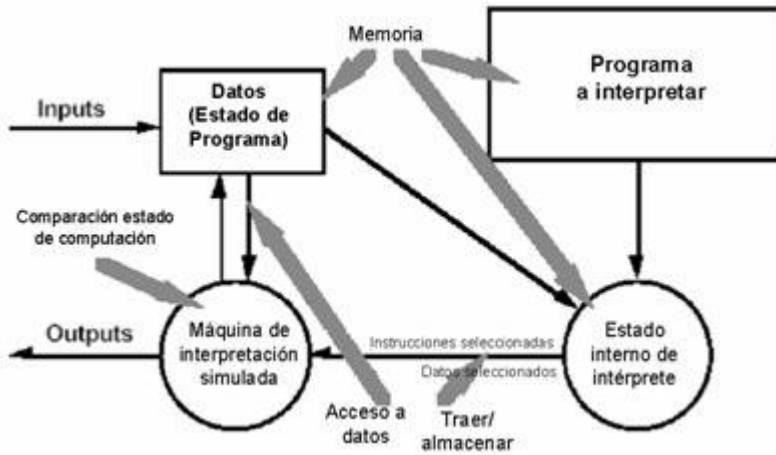 Memoria
Programa
a interpretar
Datos
(Estado de
Programa)
Inputs
Comparación estado
de computación
Outputs
Máquina de
interpretación
simulada
Instrucciones seleccionadas
Datos seleccionados
Estado
interno de
intérprete
Acceso a
datos
Traer/
almacenar